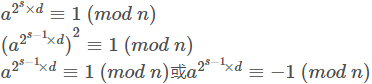 a^{2^s×d} ≡ 1 (mod n)
(a^{2^{s−1}×d})^2 ≡ 1 (mod n)
a^{2^{s−1}×d} ≡ 1 (mod n)或a^{2^{s−1}×d} ≡ −1 (mod n)